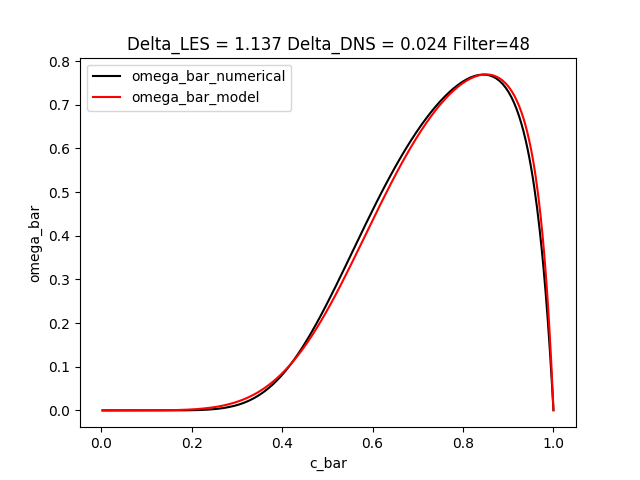 Delta_LES = 1.137 Delta_DNS = 0.024 Filter=48
omega_bar_numerical
omega_bar_model
omega_bar
0.8
0.7
0.6
0.5
0.4
0.3
0.2
0.1
0.0
0.0 0.2 0.4 0.6 0.8 1.0
c_bar